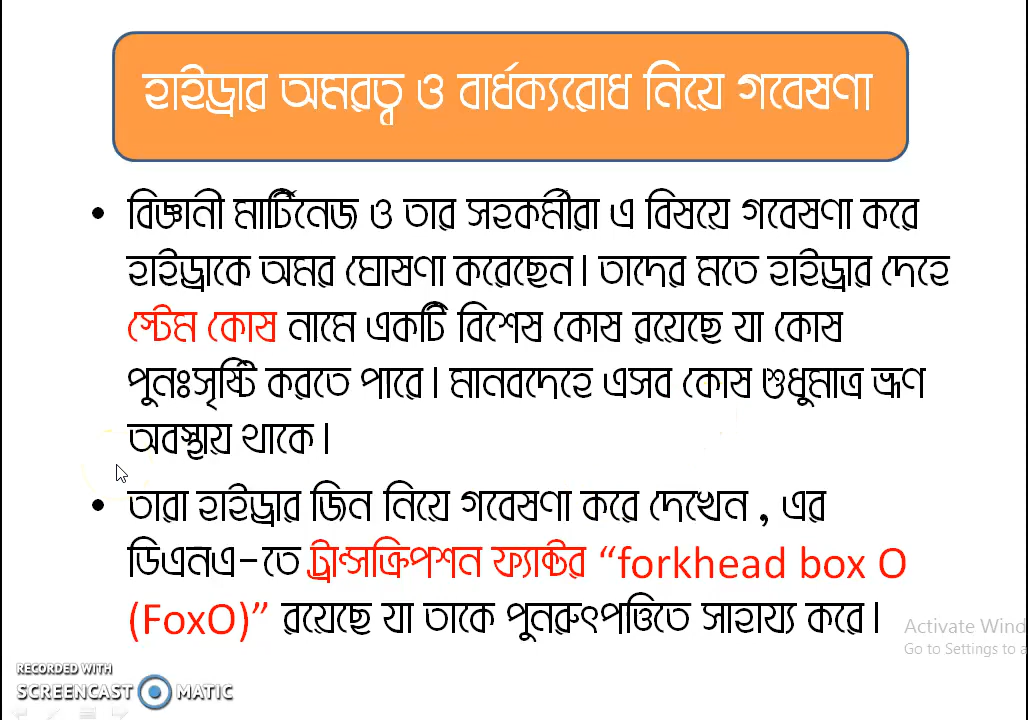 হাইড্রার অমরত্ব ও বার্ধক্যরোধ নিয়ে গবেষণা
• বিজ্ঞানী মার্টিনেজ ও তার সহকর্মীরা এ বিষয়ে গবেষণা করে
হাইড্রাকে অমর ঘোষণা করেছেন। তাদের মতে হাইড্রার দেহে
স্টেম কোষ নামে একটি বিশেষ কোষ রয়েছে যা কোষ
পুনঃসৃষ্টি করতে পারে। মানবদেহে এসব কোষ শুধুমাত্র ভ্রূণ
অবস্থায় থাকে।
• তারা হাইড্রার জিন নিয়ে গবেষণা করে দেখেন , এর
ডিএনএ-তে ট্রান্সক্রিপশন ফ্যাক্টর “forkhead box O
(FoxO)” রয়েছে যা তাকে পুনরুৎপত্তিতে সাহায্য করে।
Activate Wind
Go to Settings to a
RECORDED WITH
SCREENCAST MATIC